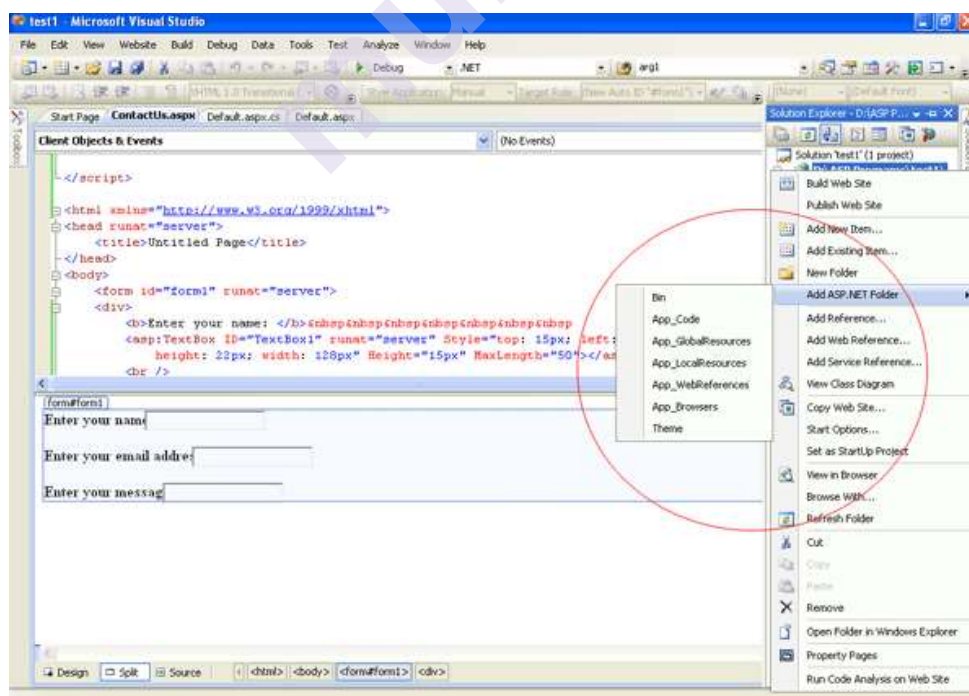 test1 - Microsoft Visual Studio
File Edit View Website Build Debug Data Tools Test Analyze Window Help
Debug .NET arg1
Start Page ContactUs.aspx Default.aspx.cs Default.aspx
Solution Explorer - D:\ASP P...
Toolbox
Client Objects & Events (No Events)
Solution 'test1' (1 project)
</script>
<html xmlns="http://www.w3.org/1999/xhtml">
<head runat="server">
<title>Untitled Page</title>
</head>
<body>
<form id="form1" runat="server">
<div>
<b>Enter your name: </b>&nbsp&nbsp&nbsp&nbsp&nbsp&nbsp&nbsp
<asp:TextBox ID="TextBox1" runat="server" Style="top: 15px; left:
height: 22px; width: 128px" Height="15px" MaxLength="50"></as
<br />
Build Web Site
Publish Web Site
Add New Item...
Add Existing Item...
New Folder
Add ASP.NET Folder
Add Reference...
Add Web Reference...
Add Service Reference...
View Class Diagram
Copy Web Site...
Start Options...
Set as StartUp Project
View in Browser
Browse With...
Refresh Folder
Cut
Copy
Paste
Remove
Open Folder in Windows Explorer
Property Pages
Run Code Analysis on Web Site
Bin
App_Code
App_GlobalResources
App_LocalResources
App_WebReferences
App_Browsers
Theme
form#form1
Enter your name
Enter your email addres
Enter your messag
Design Split Source <html> <body> <form#form1> <div>